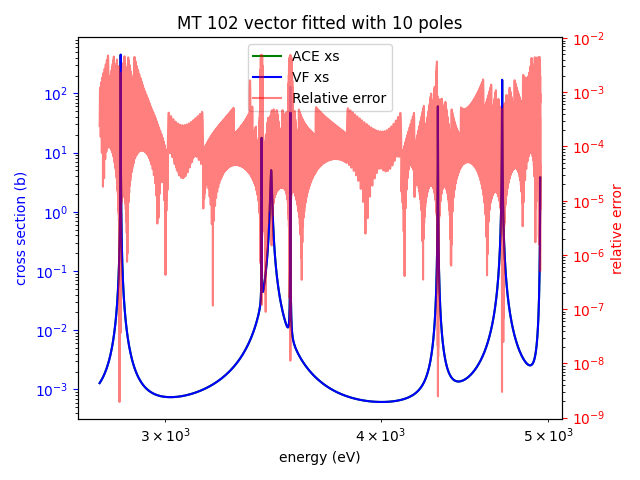 MT 102 vector fitted with 10 poles
ACE xs
VF xs
Relative error
cross section (b)
10²
10¹
10⁰
10⁻¹
10⁻²
10⁻³
10⁻²
10⁻³
10⁻⁴
10⁻⁵
10⁻⁶
10⁻⁷
10⁻⁸
10⁻⁹
relative error
3 × 10³
4 × 10³
5 × 10³
energy (eV)